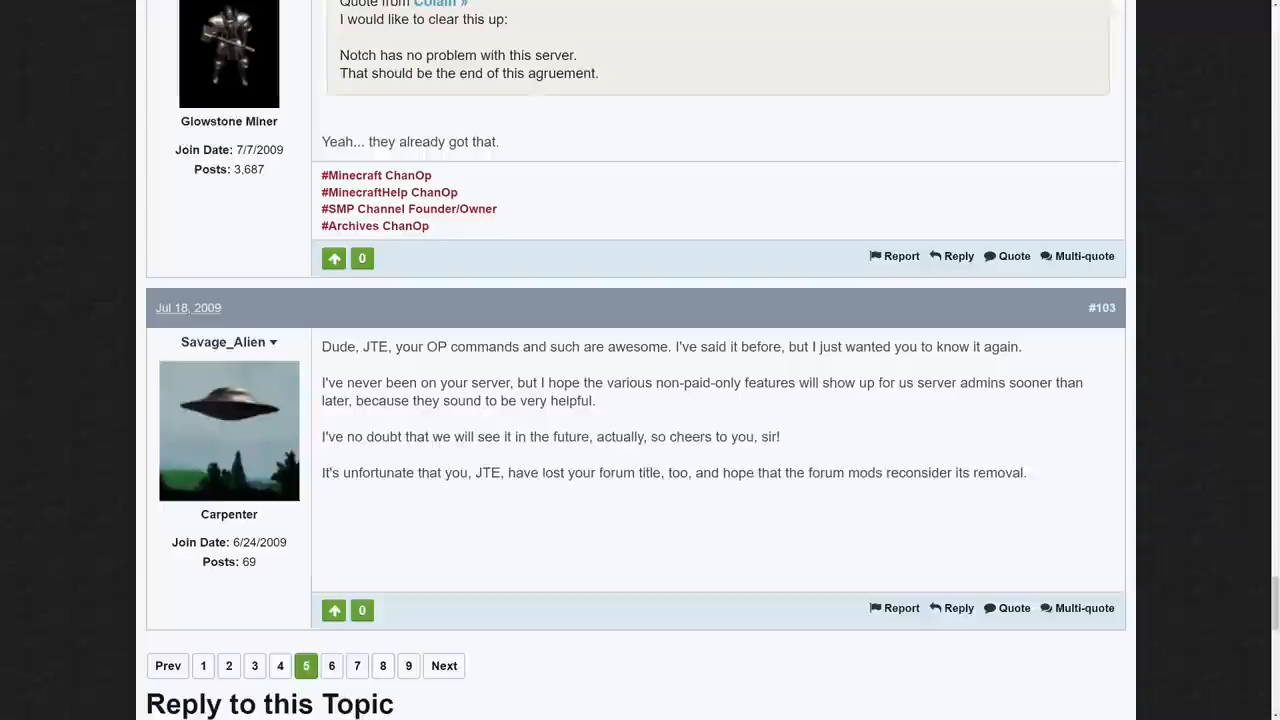 Quote from Colain »
I would like to clear this up:
Notch has no problem with this server.
That should be the end of this agruement.
Glowstone Miner
Join Date: 7/7/2009
Posts: 3,687
Yeah... they already got that.
#Minecraft ChanOp
#MinecraftHelp ChanOp
#SMP Channel Founder/Owner
#Archives ChanOp
0
Report Reply Quote Multi-quote
Jul 18, 2009 #103
Savage_Alien
Dude, JTE, your OP commands and such are awesome. I've said it before, but I just wanted you to know it again.
I've never been on your server, but I hope the various non-paid-only features will show up for us server admins sooner than
later, because they sound to be very helpful.
I've no doubt that we will see it in the future, actually, so cheers to you, sir!
It's unfortunate that you, JTE, have lost your forum title, too, and hope that the forum mods reconsider its removal.
Carpenter
Join Date: 6/24/2009
Posts: 69
0
Report Reply Quote Multi-quote
Prev 1 2 3 4 5 6 7 8 9 Next
Reply to this Topic